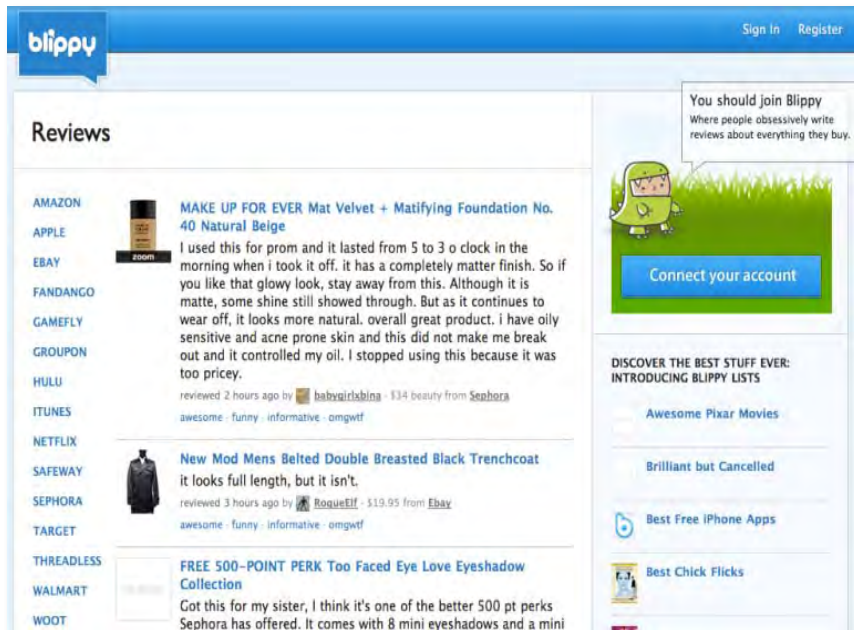 blippy
Sign In Register
You should join Blippy
Where people obsessively write
reviews about everything they buy.
Reviews
Connect your account
AMAZON
APPLE
EBAY
FANDANGO
GAMEFLY
GROUPON
HULU
ITUNES
NETFLIX
SAFEWAY
SEPHORA
TARGET
THREADLESS
WALMART
WOOT
zoom
MAKE UP FOR EVER Mat Velvet + Matifying Foundation No.
40 Natural Beige
I used this for prom and it lasted from 5 to 3 o clock in the
morning when i took it off. it has a completely matter finish. So if
you like that glowy look, stay away from this. Although it is
matte, some shine still showed through. But as it continues to
wear off, it looks more natural. overall great product. i have oily
sensitive and acne prone skin and this did not make me break
out and it controlled my oil. I stopped using this because it was
too pricey.
reviewed 2 hours ago by babygirlxbina - $34 beauty from Sephora
awesome · funny · informative · omgwtf
New Mod Mens Belted Double Breasted Black Trenchcoat
it looks full length, but it isn't.
reviewed 3 hours ago by RogueElf - $19.95 from Ebay
awesome · funny · informative · omgwtf
FREE 500-POINT PERK Too Faced Eye Love Eyeshadow
Collection
Got this for my sister, I think it's one of the better 500 pt perks
Sephora has offered. It comes with 8 mini eyeshadows and a mini
DISCOVER THE BEST STUFF EVER:
INTRODUCING BLIPPY LISTS
Awesome Pixar Movies
Brilliant but Cancelled
Best Free iPhone Apps
Best Chick Flicks